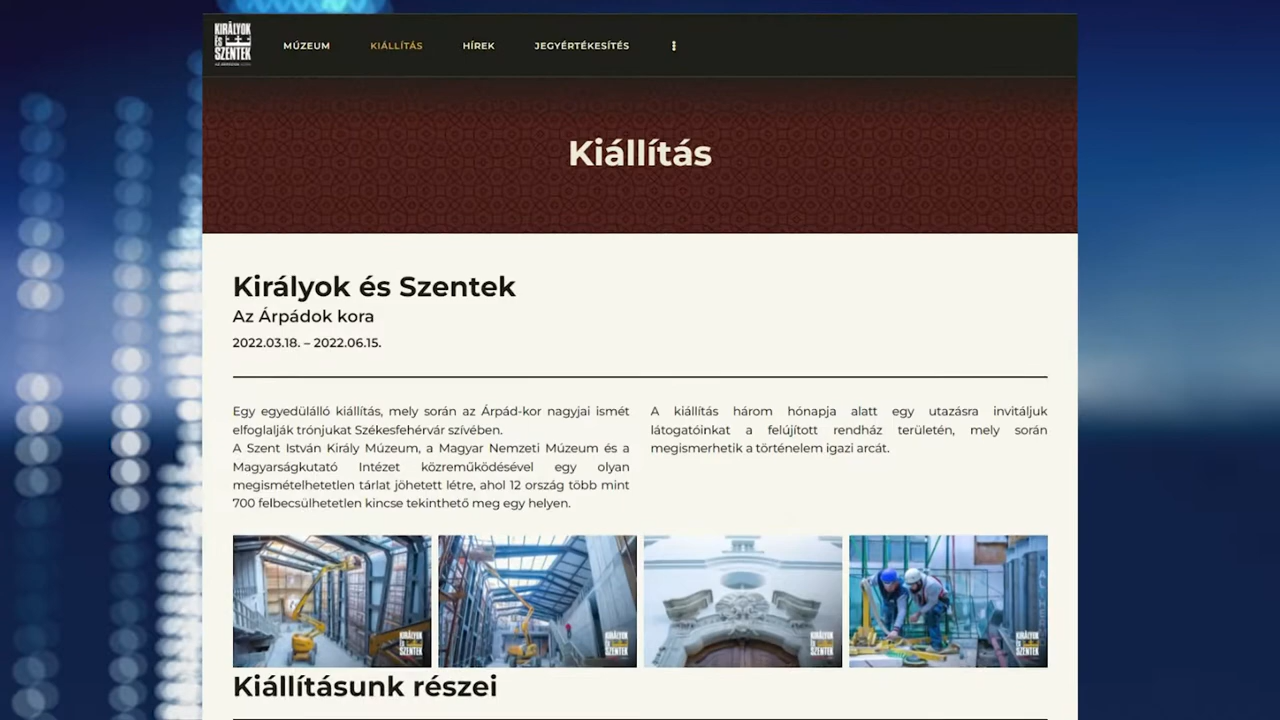 KIRÁLYOK
ÉS
SZENTEK
MÚZEUM
KIÁLLÍTÁS
HÍREK
JEGYÉRTÉKESÍTÉS
Kiállítás
Királyok és Szentek
Az Árpádok kora
2022.03.18. – 2022.06.15.
Egy egyedülálló kiállítás, mely során az Árpád-kor nagyjai ismét
elfoglalják trónjukat Székesfehérvár szívében.
A Szent István Király Múzeum, a Magyar Nemzeti Múzeum és a
Magyarságkutató Intézet közreműködésével egy olyan
megismételhetetlen tárlat jöhetett létre, ahol 12 ország több mint
700 felbecsülhetetlen kincse tekinthető meg egy helyen.
A kiállítás három hónapja alatt egy utazásra invitáljuk
látogatóinkat a felújított rendház területén, mely során
megismerhetik a történelem igazi arcát.
KIRÁLYOK
ÉS
SZENTEK
KIRÁLYOK
ÉS
SZENTEK
KIRÁLYOK
ÉS
SZENTEK
KIRÁLYOK
ÉS
SZENTEK
Kiállításunk részei